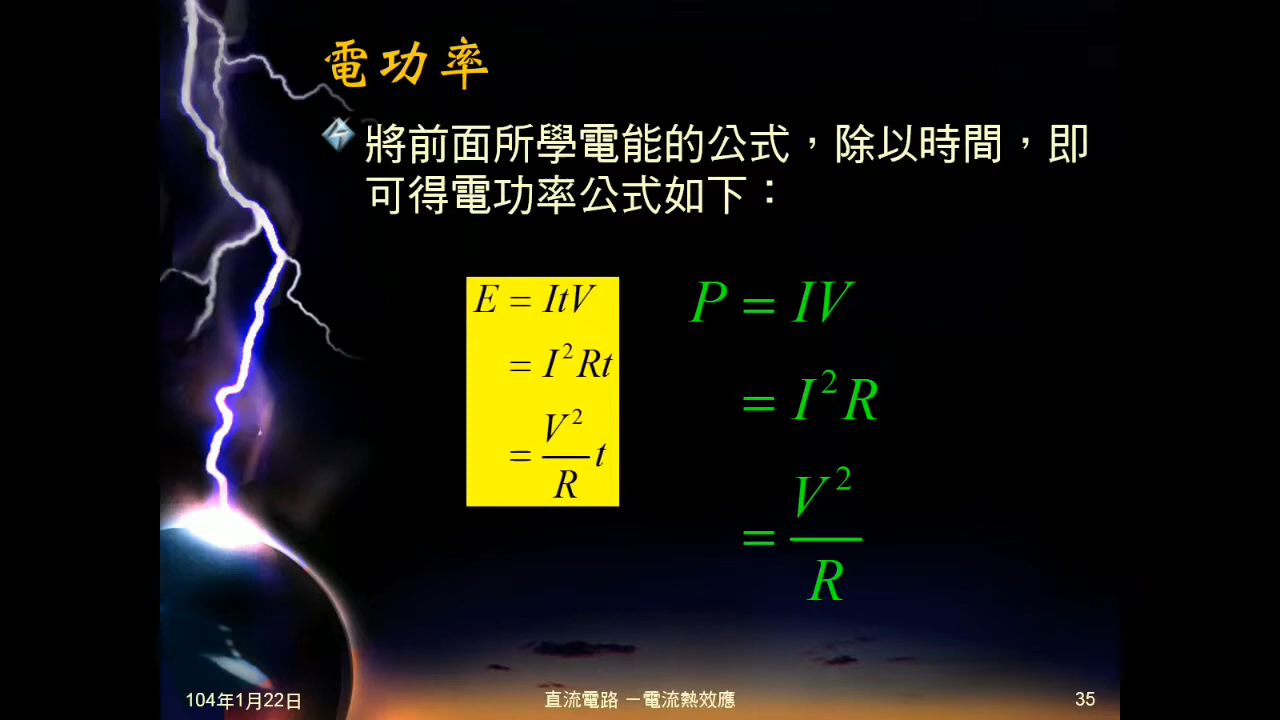 電功率
將前面所學電能的公式，除以時間，即
可得電功率公式如下：
E = ItV
= I²Rt
= V²/R t
P = IV
= I²R
= V²/R
104年1月22日
直流電路 －電流熱效應
35